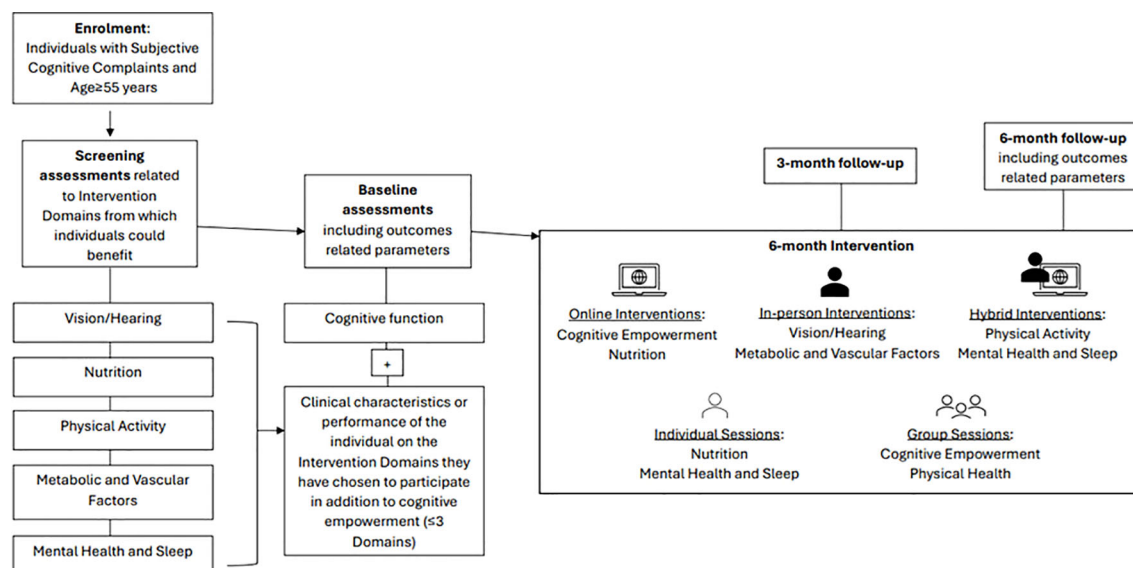 Enrolment:
Individuals with Subjective
Cognitive Complaints and
Age≥55 years
Screening
assessments related
to Intervention
Domains from which
individuals could
benefit
Vision/Hearing
Nutrition
Physical Activity
Metabolic and Vascular
Factors
Mental Health and Sleep
Baseline
assessments
including outcomes
related parameters
Cognitive function
+
Clinical characteristics or
performance of the
individual on the
Intervention Domains they
have chosen to participate
in addition to cognitive
empowerment (≤3
Domains)
3-month follow-up
6-month follow-up
including outcomes
related parameters
6-month Intervention
Online Interventions:
Cognitive Empowerment
Nutrition
In-person Interventions:
Vision/Hearing
Metabolic and Vascular Factors
Hybrid Interventions:
Physical Activity
Mental Health and Sleep
Individual Sessions:
Nutrition
Mental Health and Sleep
Group Sessions:
Cognitive Empowerment
Physical Health